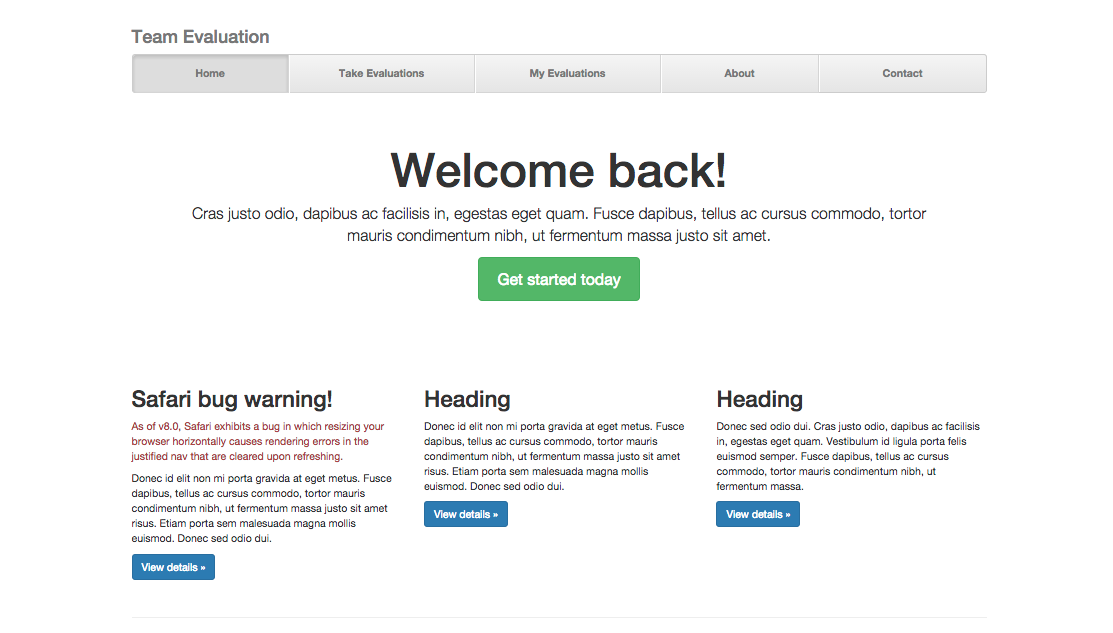 Team Evaluation
Home Take Evaluations My Evaluations About Contact
Welcome back!
Cras justo odio, dapibus ac facilisis in, egestas eget quam. Fusce dapibus, tellus ac cursus commodo, tortor
mauris condimentum nibh, ut fermentum massa justo sit amet.
Get started today
Safari bug warning!
As of v8.0, Safari exhibits a bug in which resizing your
browser horizontally causes rendering errors in the
justified nav that are cleared upon refreshing.
Donec id elit non mi porta gravida at eget metus. Fusce
dapibus, tellus ac cursus commodo, tortor mauris
condimentum nibh, ut fermentum massa justo sit amet
risus. Etiam porta sem malesuada magna mollis
euismod. Donec sed odio dui.
View details »
Heading
Donec id elit non mi porta gravida at eget metus. Fusce
dapibus, tellus ac cursus commodo, tortor mauris
condimentum nibh, ut fermentum massa justo sit amet
risus. Etiam porta sem malesuada magna mollis
euismod. Donec sed odio dui.
View details »
Heading
Donec sed odio dui. Cras justo odio, dapibus ac facilisis
in, egestas eget quam. Vestibulum id ligula porta felis
euismod semper. Fusce dapibus, tellus ac cursus
commodo, tortor mauris condimentum nibh, ut
fermentum massa.
View details »